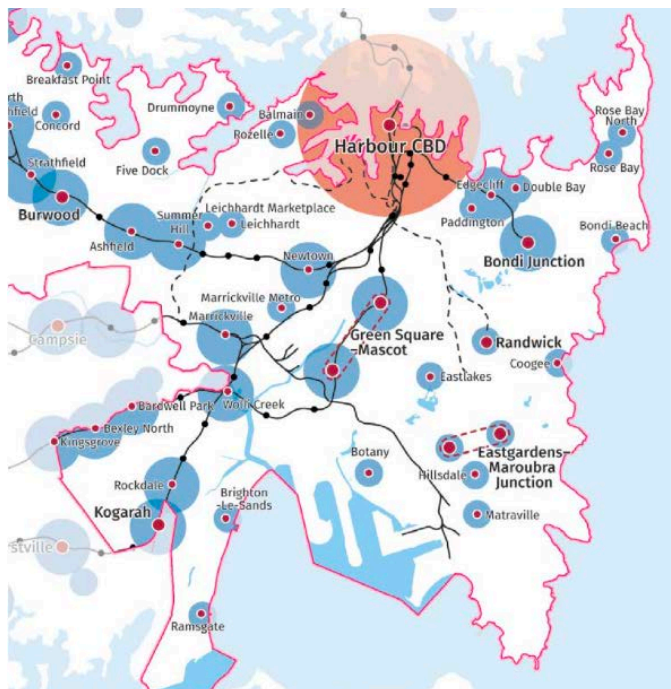 Breakfast Point
Concord
Drummoyne
Balmain
Rozelle
Harbour CBD
Rose Bay
North
Rose Bay
Strathfield
Five Dock
Burwood
Edgecliff
Double Bay
Paddington
Bondi Beach
Bondi Junction
Summer
Hill
Leichhardt Marketplace
Leichhardt
Ashfield
Newtown
Marrickville Metro
Marrickville
Green Square
–Mascot
Randwick
Campsie
Coogee
Eastlakes
Bardwell Park
Wolli Creek
Bexley North
Kingsgrove
Eastgardens–
Maroubra
Junction
Botany
Hillsdale
Rockdale
Kogarah
Brighton
-Le-Sands
Matraville
Ramsgate